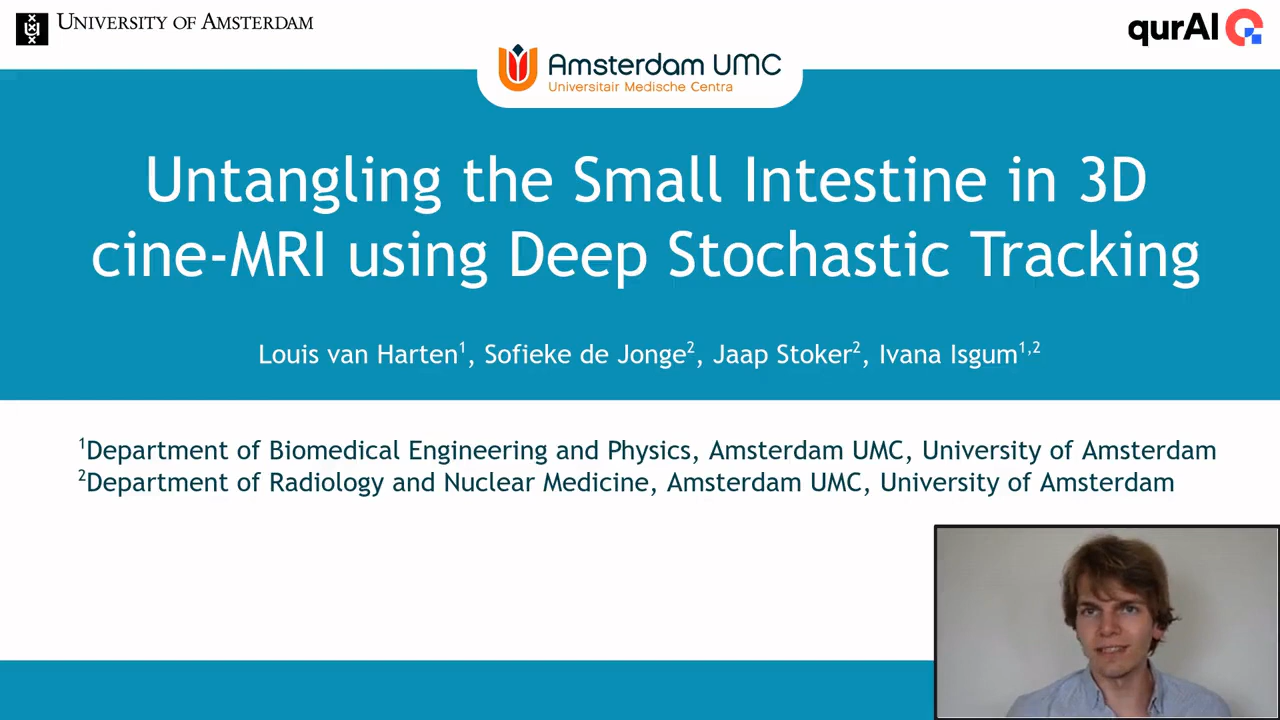 UNIVERSITY OF AMSTERDAM
qurAI
Amsterdam UMC
Universitair Medische Centra
Untangling the Small Intestine in 3D
cine-MRI using Deep Stochastic Tracking
Louis van Harten¹, Sofieke de Jonge², Jaap Stoker², Ivana Isgum¹,²
¹Department of Biomedical Engineering and Physics, Amsterdam UMC, University of Amsterdam
²Department of Radiology and Nuclear Medicine, Amsterdam UMC, University of Amsterdam